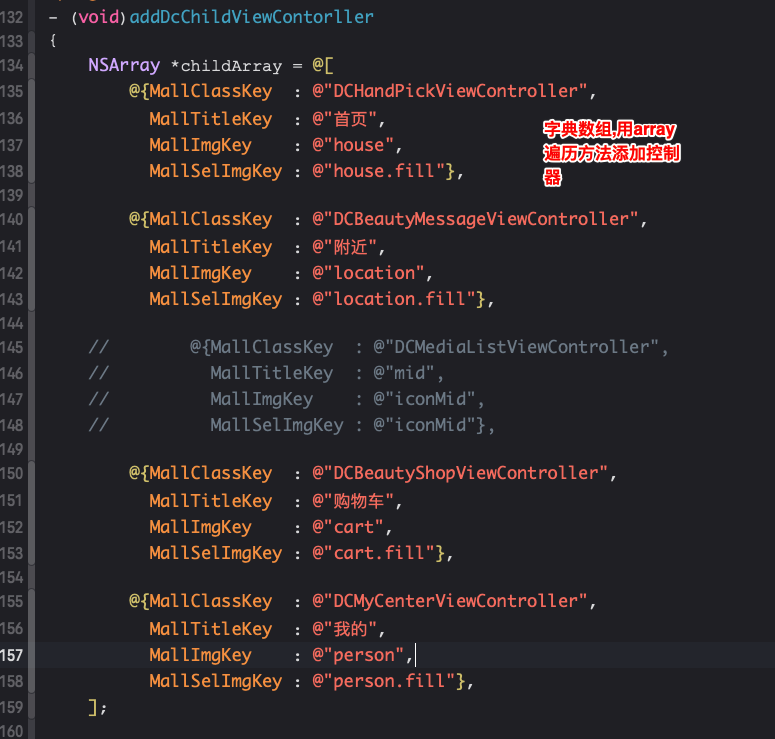 132 - (void)addDcChildViewContorller
133 {
134 NSArray *childArray = @[
135 @{MallClassKey : @"DCHandPickViewController",
136 MallTitleKey : @"首页",
137 MallImgKey : @"house",
138 MallSelImgKey : @"house.fill"},
字典数组,用array
遍历方法添加控制
器
139
140 @{MallClassKey : @"DCBeautyMessageViewController",
141 MallTitleKey : @"附近",
142 MallImgKey : @"location",
143 MallSelImgKey : @"location.fill"},
144
145 // @{MallClassKey : @"DCMediaListViewController",
146 // MallTitleKey : @"mid",
147 // MallImgKey : @"iconMid",
148 // MallSelImgKey : @"iconMid"},
149
150 @{MallClassKey : @"DCBeautyShopViewController",
151 MallTitleKey : @"购物车",
152 MallImgKey : @"cart",
153 MallSelImgKey : @"cart.fill"},
154
155 @{MallClassKey : @"DCMyCenterViewController",
156 MallTitleKey : @"我的",
157 MallImgKey : @"person",
158 MallSelImgKey : @"person.fill"},
159 ];
160